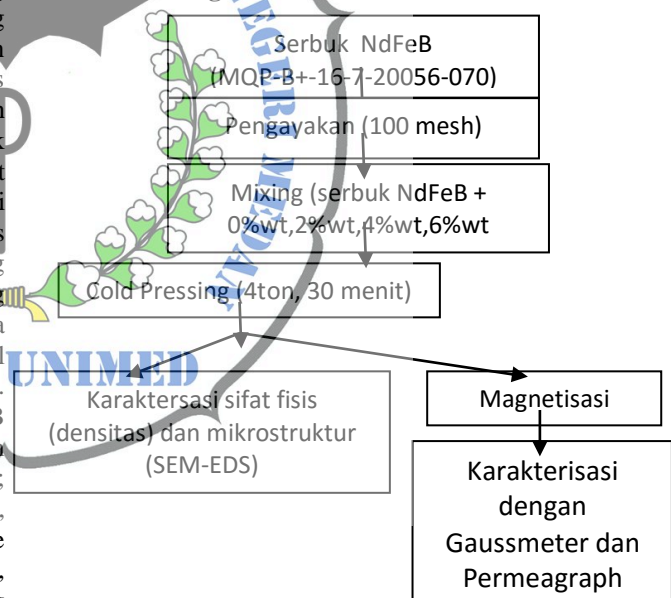 Serbuk NdFeB
(MQP-B+-16-7-20056-070)
Pengayakan (100 mesh)
Mixing (serbuk NdFeB +
0%wt,2%wt,4%wt,6%wt
Cold Pressing (4ton, 30 menit)
Karaktersasi sifat fisis
(densitas) dan mikrostruktur
(SEM-EDS)
Magnetisasi
Karakterisasi
dengan
Gaussmeter dan
Permeagraph
EGERI MEDAN
UNIMED